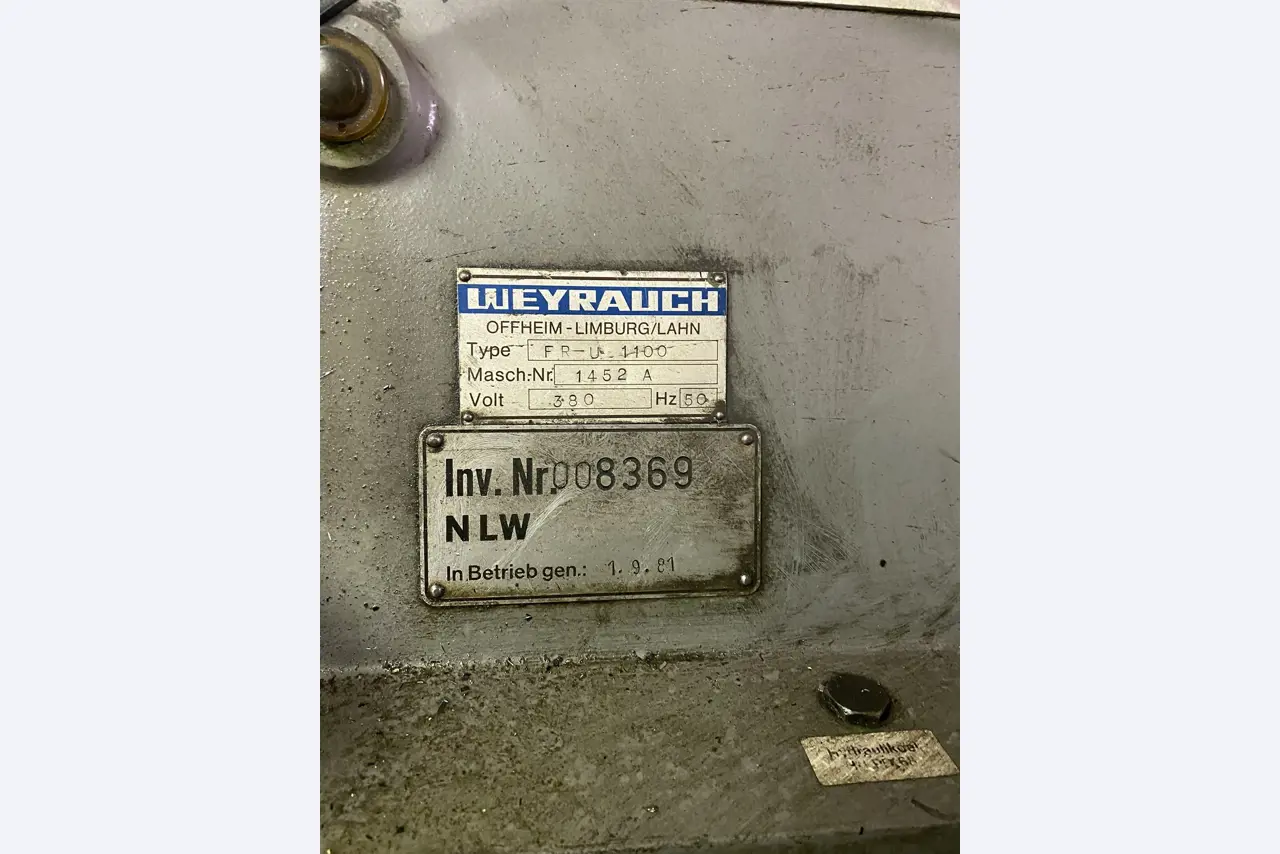 WEYRAUCH
OFFHEIM-LIMBURG/LAHN
Type FR-U 1100
Masch.-Nr. 1452 A
Volt 380 Hz 50
Inv. Nr. 008369
N LW
In Betrieb gen.: 1.9.81
hydrauliköl